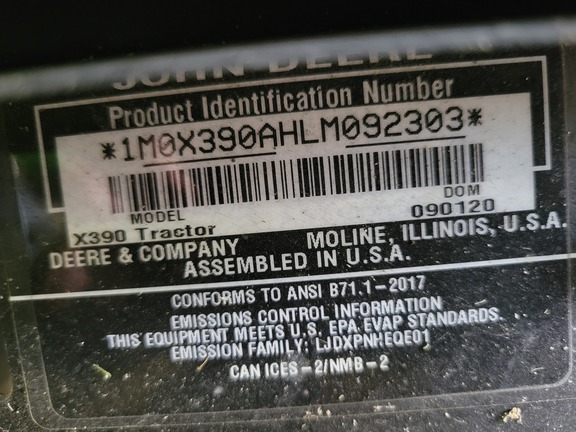 JOHN DEERE
Product Identification Number
*1M0X390AHLM092303*
MODEL DOM
X390 Tractor 090120
DEERE & COMPANY MOLINE, ILLINOIS, U.S.A.
ASSEMBLED IN U.S.A.
CONFORMS TO ANSI B71.1-2017
EMISSIONS CONTROL INFORMATION
THIS EQUIPMENT MEETS U.S. EPA EVAP STANDARDS.
EMISSION FAMILY: LJDXPNHEQE01
CAN ICES-2/NMB-2